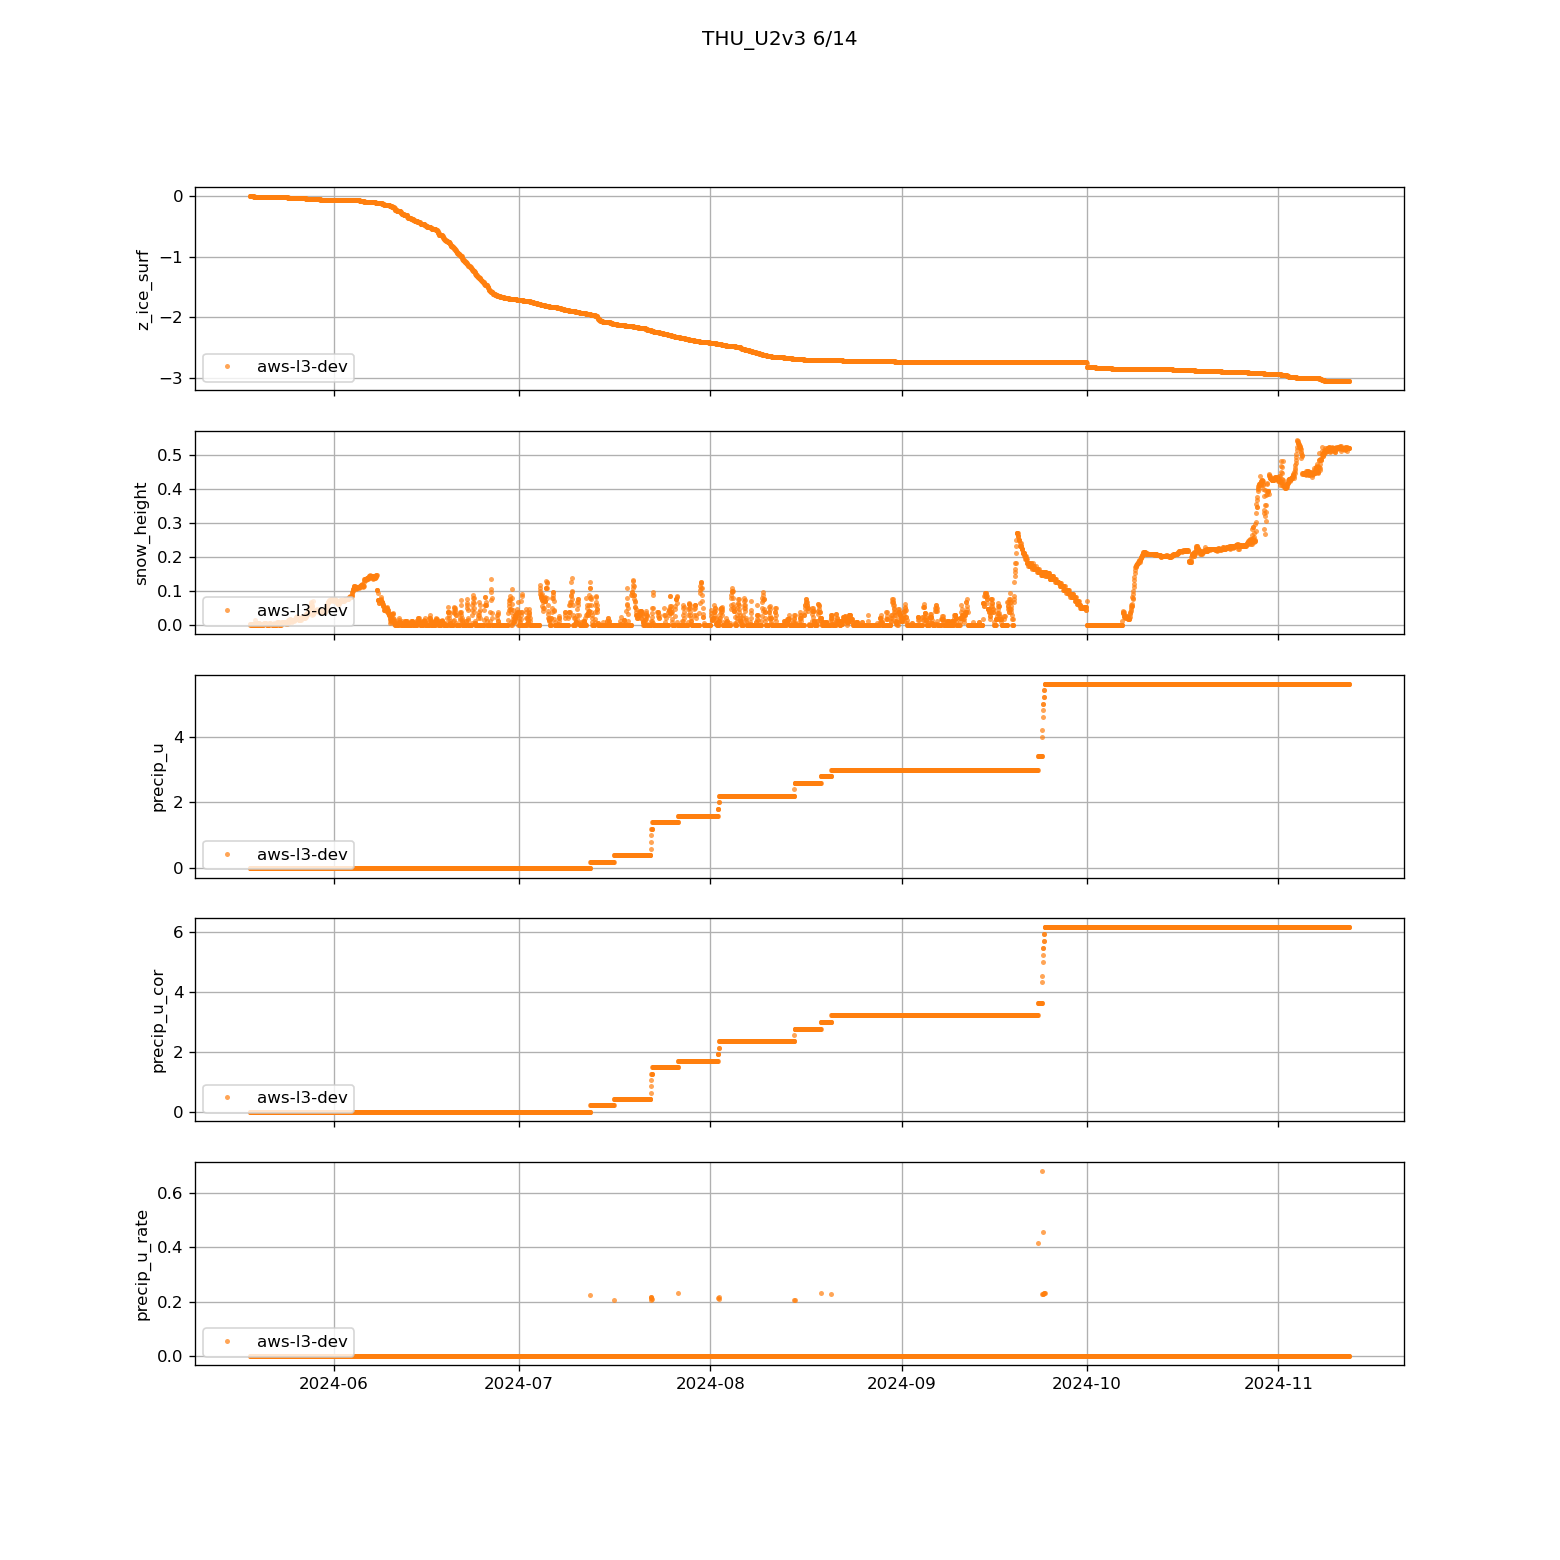 THU_U2v3 6/14
0
−1
−2
−3
z_ice_surf
aws-l3-dev
0.5
0.4
0.3
0.2
0.1
0.0
snow_height
aws-l3-dev
4
2
0
precip_u
aws-l3-dev
6
4
2
0
precip_u_cor
aws-l3-dev
0.6
0.4
0.2
0.0
precip_u_rate
aws-l3-dev
2024-06 2024-07 2024-08 2024-09 2024-10 2024-11